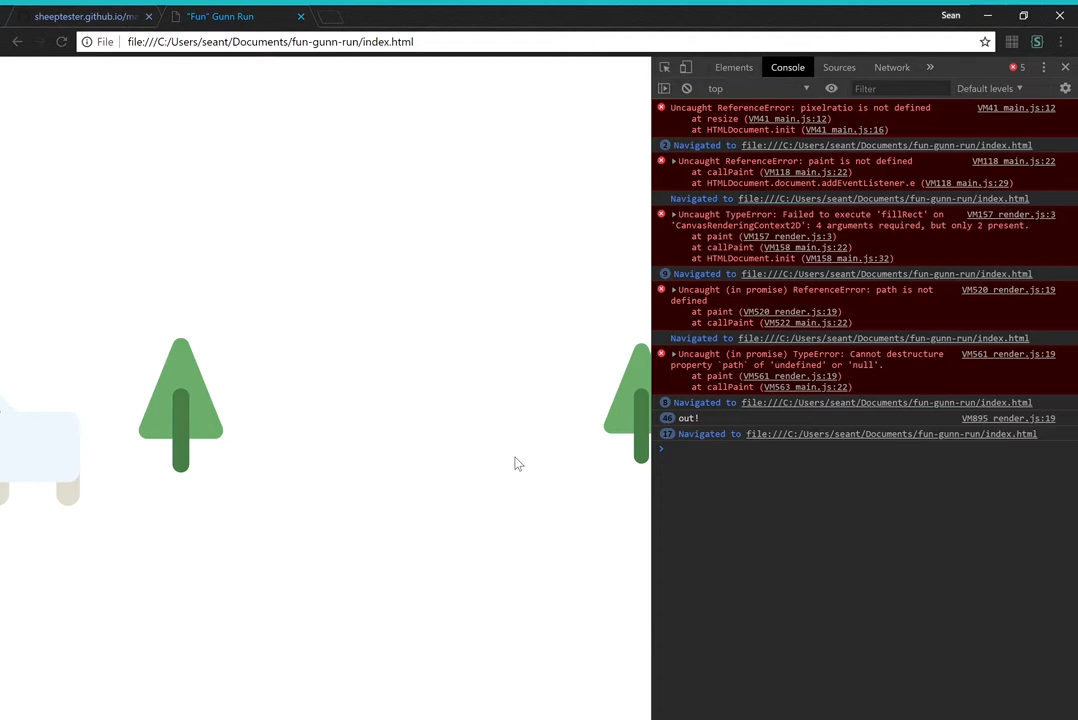 sheeptester.github.io/ma
"Fun" Gunn Run
Sean
File
file:///C:/Users/seant/Documents/fun-gunn-run/index.html
Elements Console Sources Network » 5
top Filter Default levels
Uncaught ReferenceError: pixelratio is not defined VM41 main.js:12
at resize (VM41 main.js:12)
at HTMLDocument.init (VM41 main.js:16)
2 Navigated to file:///C:/Users/seant/Documents/fun-gunn-run/index.html
Uncaught ReferenceError: paint is not defined VM118 main.js:22
at callPaint (VM118 main.js:22)
at HTMLDocument.document.addEventListener.e (VM118 main.js:29)
Navigated to file:///C:/Users/seant/Documents/fun-gunn-run/index.html
Uncaught TypeError: Failed to execute 'fillRect' on VM157 render.js:3
'CanvasRenderingContext2D': 4 arguments required, but only 2 present.
at paint (VM157 render.js:3)
at callPaint (VM158 main.js:22)
at HTMLDocument.init (VM158 main.js:32)
9 Navigated to file:///C:/Users/seant/Documents/fun-gunn-run/index.html
Uncaught (in promise) ReferenceError: path is not VM520 render.js:19
defined
at paint (VM520 render.js:19)
at callPaint (VM522 main.js:22)
Navigated to file:///C:/Users/seant/Documents/fun-gunn-run/index.html
Uncaught (in promise) TypeError: Cannot destructure VM561 render.js:19
property `path` of 'undefined' or 'null'.
at paint (VM561 render.js:19)
at callPaint (VM563 main.js:22)
8 Navigated to file:///C:/Users/seant/Documents/fun-gunn-run/index.html
46 out! VM895 render.js:19
17 Navigated to file:///C:/Users/seant/Documents/fun-gunn-run/index.html